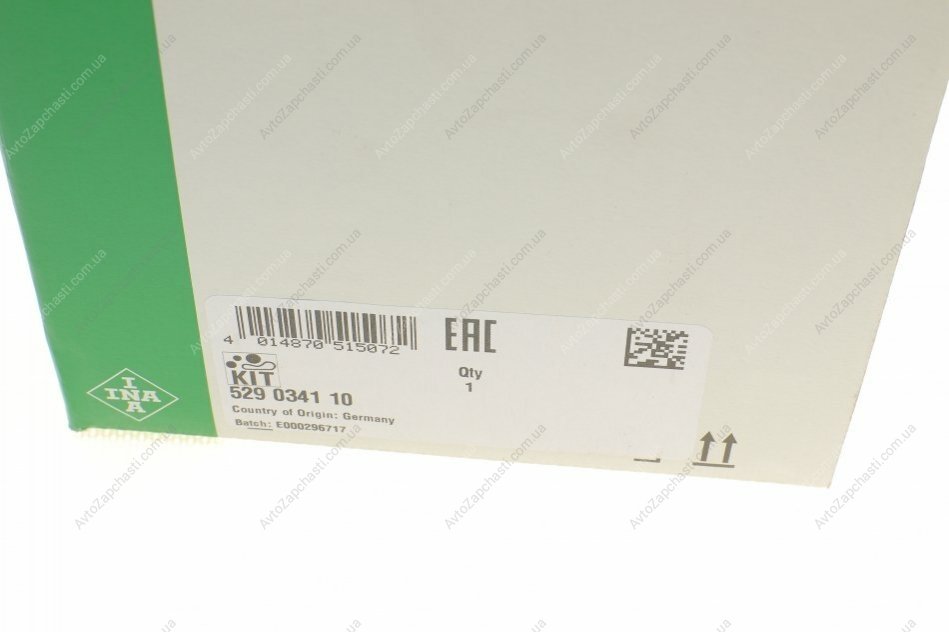 4 014870 515072
EAC
KIT
529 0341 10
Qty
1
Country of Origin: Germany
Batch: E000296717
I
INA
A
AvtoZapchasti.com.ua